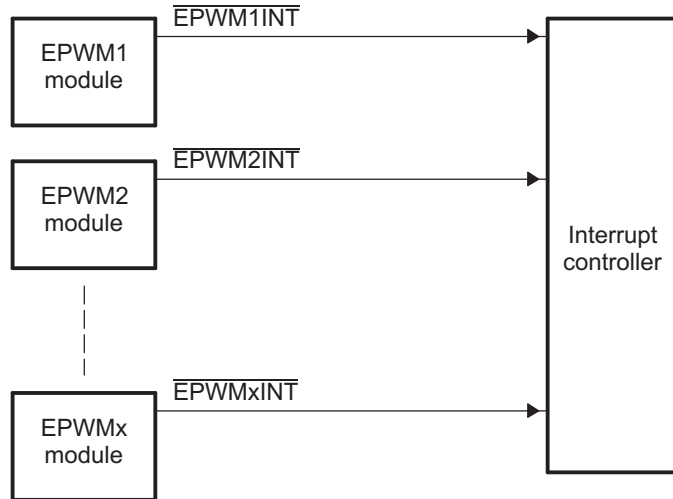 EPWM1INT
EPWM1
module
EPWM2INT
EPWM2
module
Interrupt
controller
EPWMxINT
EPWMx
module